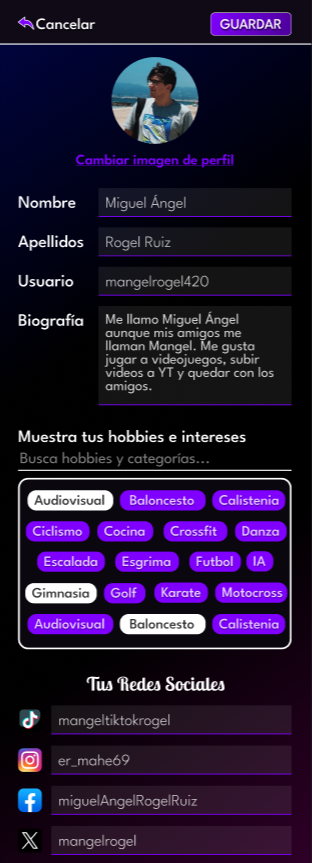 Cancelar
GUARDAR
Cambiar imagen de perfil
Nombre
Miguel Ángel
Apellidos
Rogel Ruiz
Usuario
mangelrogel420
Biografía
Me llamo Miguel Ángel
aunque mis amigos me
llaman Mangel. Me gusta
jugar a videojuegos, subir
videos a YT y quedar con los
amigos.
Muestra tus hobbies e intereses
Busca hobbies y categorías...
Audiovisual Baloncesto Calistenia
Ciclismo Cocina Crossfit Danza
Escalada Esgrima Futbol IA
Gimnasia Golf Karate Motocross
Audiovisual Baloncesto Calistenia
Tus Redes Sociales
mangeltiktokrogel
er_mahe69
miguelAngelRogelRuiz
mangelrogel